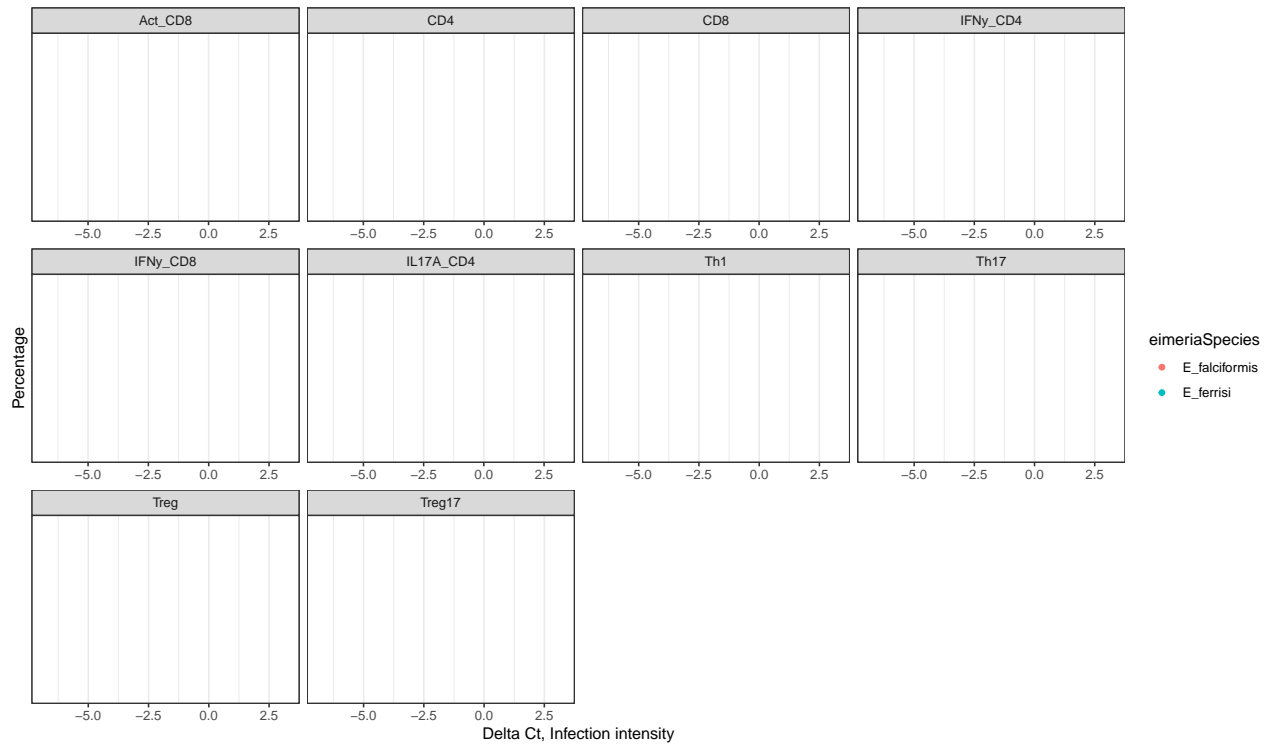 Act_CD8 CD4 CD8 IFNy_CD4
−5.0 −2.5 0.0 2.5 −5.0 −2.5 0.0 2.5 −5.0 −2.5 0.0 2.5 −5.0 −2.5 0.0 2.5
IFNy_CD8 IL17A_CD4 Th1 Th17
Percentage
eimeriaSpecies
E_falciformis
E_ferrisi
−5.0 −2.5 0.0 2.5 −5.0 −2.5 0.0 2.5 −5.0 −2.5 0.0 2.5 −5.0 −2.5 0.0 2.5
Treg Treg17
−5.0 −2.5 0.0 2.5 −5.0 −2.5 0.0 2.5
Delta Ct, Infection intensity